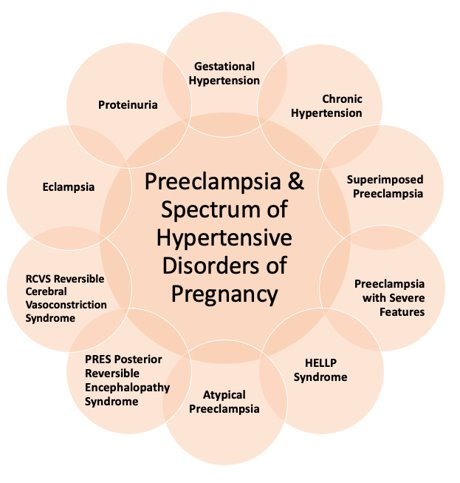 Preeclampsia &
Spectrum of
Hypertensive
Disorders of
Pregnancy
Gestational
Hypertension
Chronic
Hypertension
Superimposed
Preeclampsia
Preeclampsia
with Severe
Features
HELLP
Syndrome
Atypical
Preeclampsia
PRES Posterior
Reversible
Encephalopathy
Syndrome
RCVS Reversible
Cerebral
Vasoconstriction
Syndrome
Eclampsia
Proteinuria